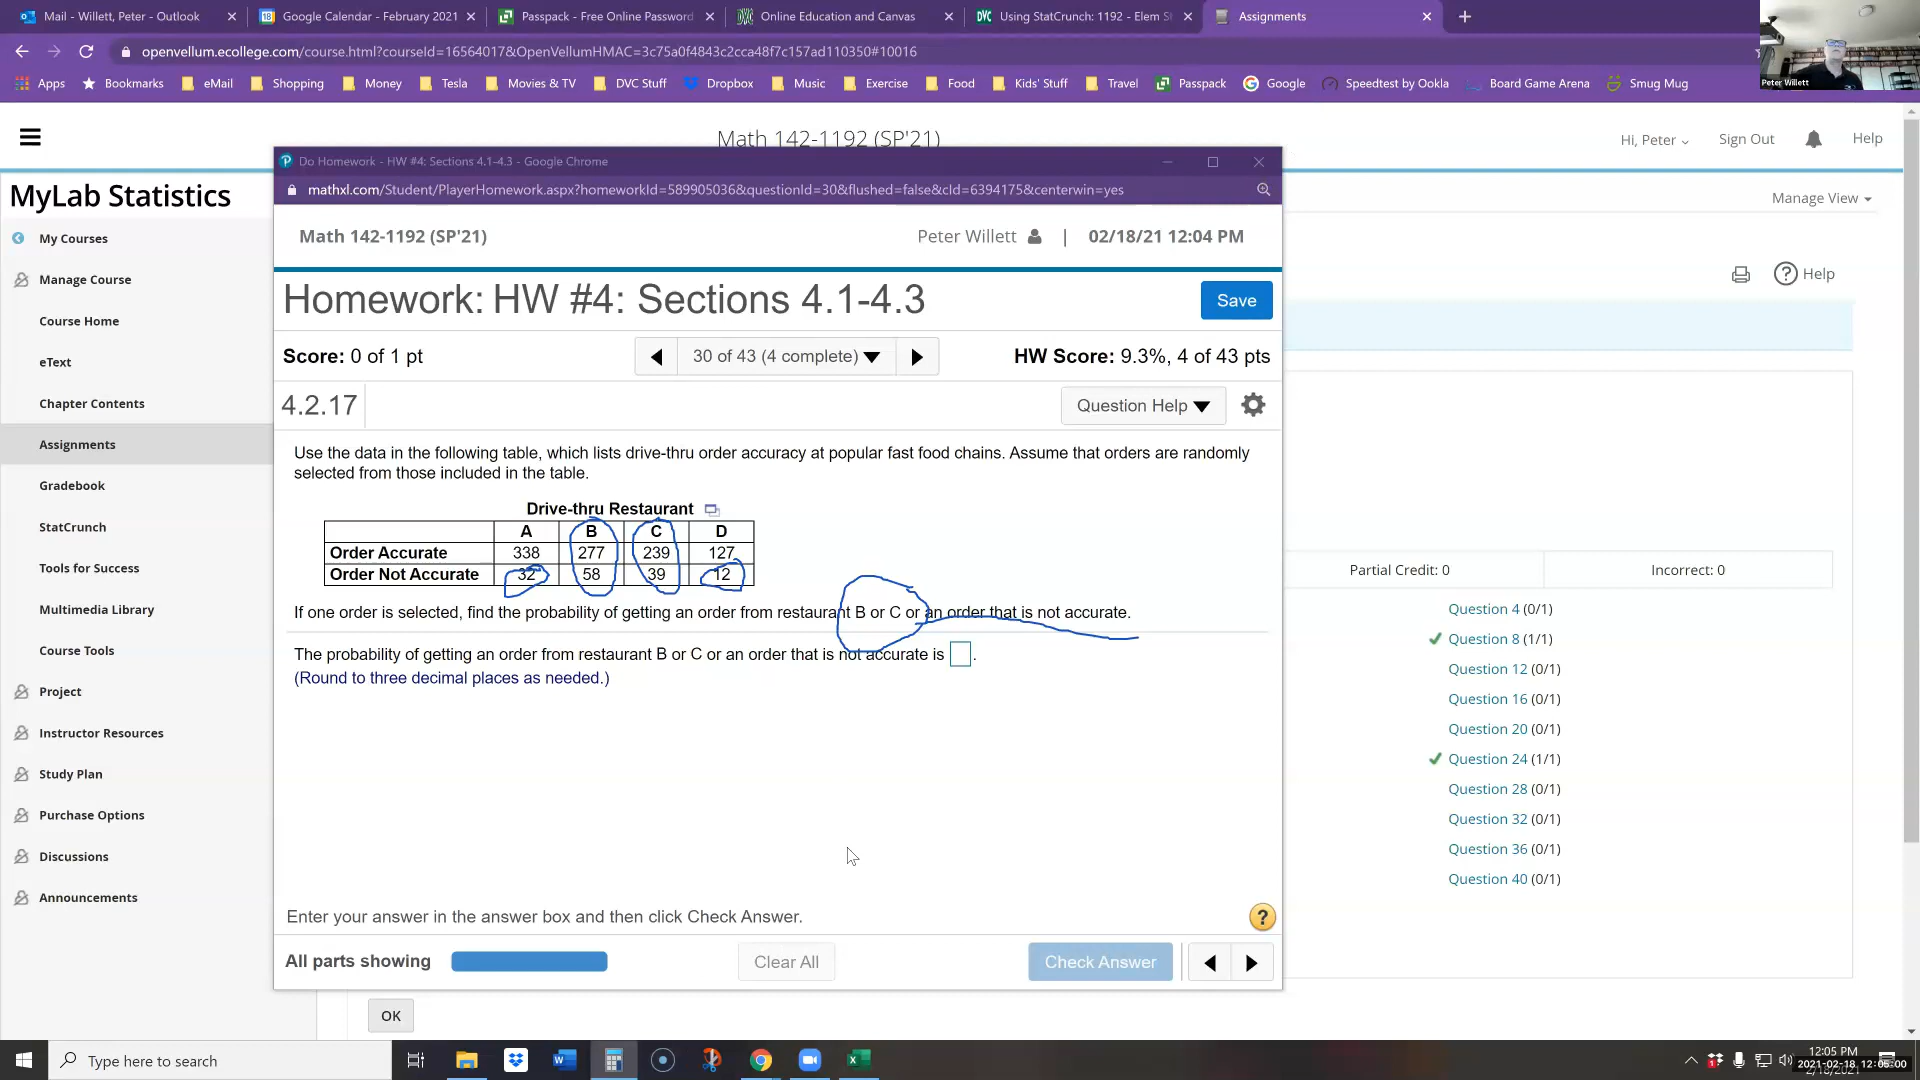 Mail - Willett, Peter - Outlook
Google Calendar - February 2021
Passpack - Free Online Password
Online Education and Canvas
DVC Using StatCrunch: 1192 - Elem St
Assignments
openvellum.ecollege.com/course.html?courseId=16564017&OpenVellumHMAC=3c75a0f4843c2cca48f7c157ad110350#10016
Apps Bookmarks eMail Shopping Money Tesla Movies & TV DVC Stuff Dropbox Music Exercise Food Kids' Stuff Travel Passpack Google Speedtest by Ookla Board Game Arena Smug Mug
Peter Willett
Math 142-1192 (SP'21)
Hi, Peter Sign Out Help
MyLab Statistics
Manage View
My Courses
Manage Course
Course Home
eText
Chapter Contents
Assignments
Gradebook
StatCrunch
Tools for Success
Multimedia Library
Course Tools
Project
Instructor Resources
Study Plan
Purchase Options
Discussions
Announcements
Do Homework - HW #4: Sections 4.1-4.3 - Google Chrome
mathxl.com/Student/PlayerHomework.aspx?homeworkId=589905036&questionId=30&flushed=false&cId=6394175&centerwin=yes
Math 142-1192 (SP'21) Peter Willett | 02/18/21 12:04 PM
Homework: HW #4: Sections 4.1-4.3 Save
Score: 0 of 1 pt 30 of 43 (4 complete) HW Score: 9.3%, 4 of 43 pts
4.2.17 Question Help
Use the data in the following table, which lists drive-thru order accuracy at popular fast food chains. Assume that orders are randomly
selected from those included in the table.
Drive-thru Restaurant
A B C D
Order Accurate 338 277 239 127
Order Not Accurate 32 58 39 12
If one order is selected, find the probability of getting an order from restaurant B or C or an order that is not accurate.
The probability of getting an order from restaurant B or C or an order that is not accurate is .
(Round to three decimal places as needed.)
Enter your answer in the answer box and then click Check Answer.
?
All parts showing Clear All Check Answer
OK
? Help
Partial Credit: 0 Incorrect: 0
Question 4 (0/1)
Question 8 (1/1)
Question 12 (0/1)
Question 16 (0/1)
Question 20 (0/1)
Question 24 (1/1)
Question 28 (0/1)
Question 32 (0/1)
Question 36 (0/1)
Question 40 (0/1)
Type here to search
12:05 PM
2021-02-18 12:05:00